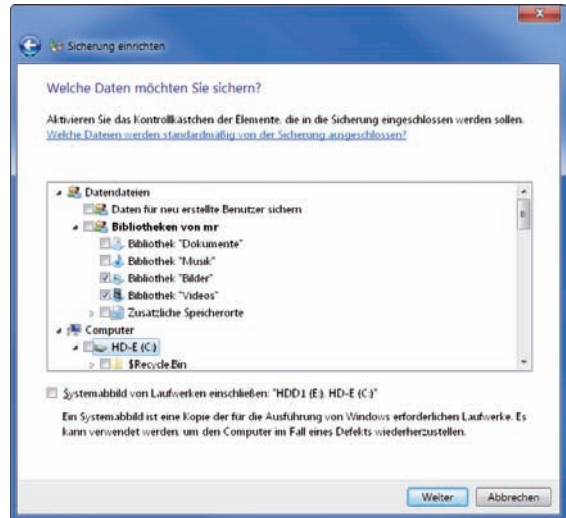 Sicherung einrichten
Welche Daten möchten Sie sichern?
Aktivieren Sie das Kontrollkästchen der Elemente, die in die Sicherung eingeschlossen werden sollen.
Welche Dateien werden standardmäßig von der Sicherung ausgeschlossen?
Datendateien
Daten für neu erstellte Benutzer sichern
Bibliotheken von mr
Bibliothek "Dokumente"
Bibliothek "Musik"
Bibliothek "Bilder"
Bibliothek "Videos"
Zusätzliche Speicherorte
Computer
HD-E (C:)
$Recycle.Bin
Systemabbild von Laufwerken einschließen: "HDD1 (E:), HD-E (C:)"
Ein Systemabbild ist eine Kopie der für die Ausführung von Windows erforderlichen Laufwerke. Es
kann verwendet werden, um den Computer im Fall eines Defekts wiederherzustellen.
Weiter
Abbrechen